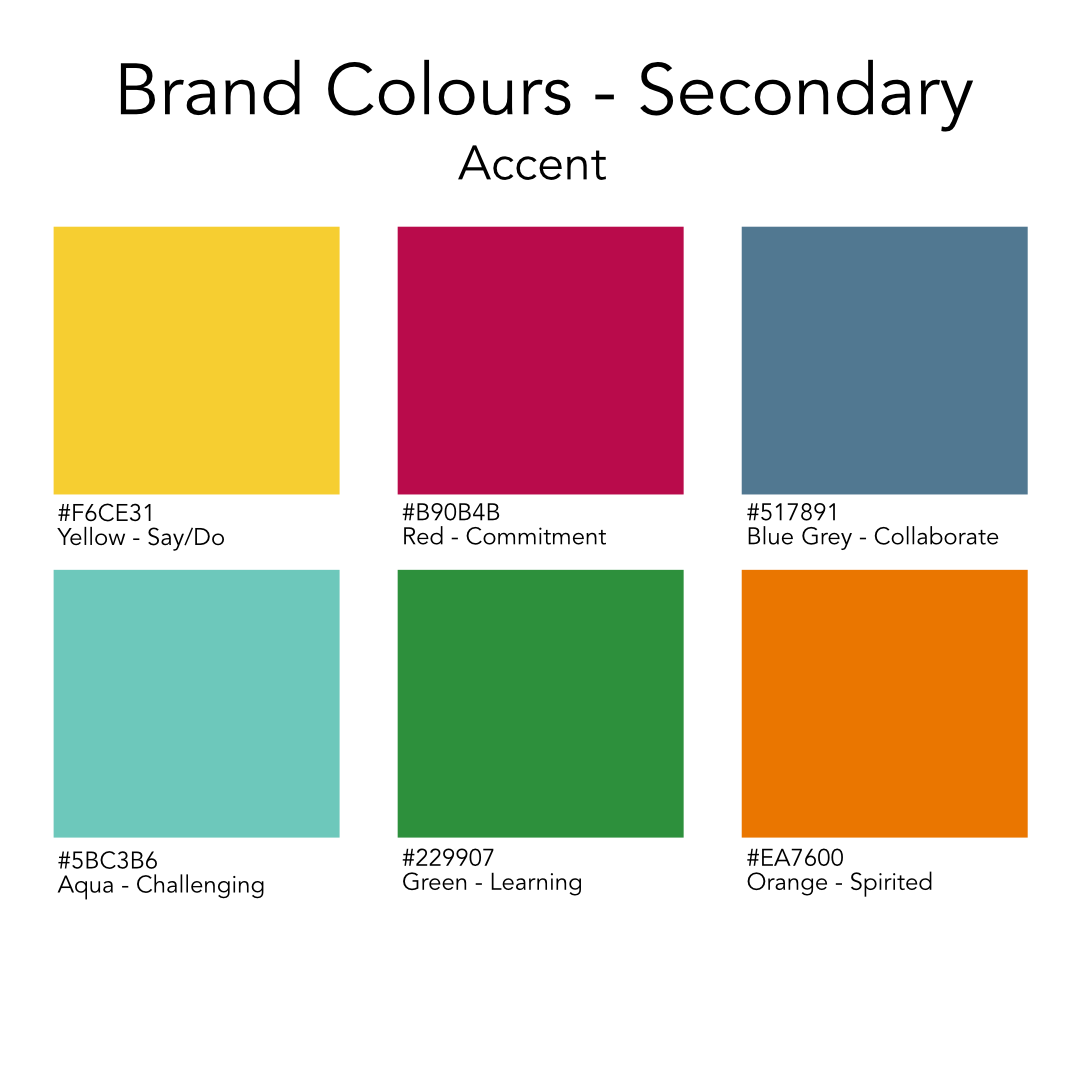 Brand Colours - Secondary
Accent
#F6CE31
Yellow - Say/Do
#B90B4B
Red - Commitment
#517891
Blue Grey - Collaborate
#5BC3B6
Aqua - Challenging
#229907
Green - Learning
#EA7600
Orange - Spirited